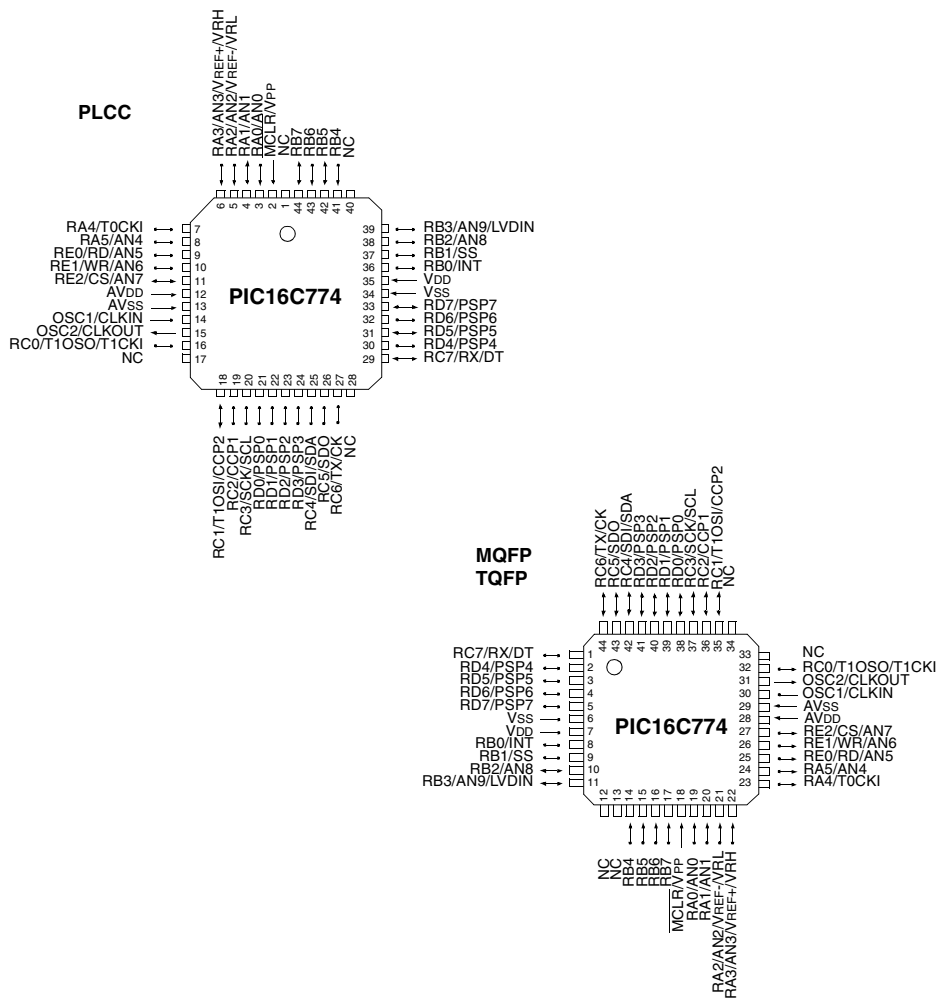 PLCC
RA3/AN3/VREF+/VRH
RA2/AN2/VREF-/VRL
RA1/AN1
RA0/AN0
MCLR/VPP
NC
RB7
RB6
RB5
RB4
NC
6
5
4
3
2
1
44
43
42
41
40
RA4/T0CKI 7
RA5/AN4 8
RE0/RD/AN5 9
RE1/WR/AN6 10
RE2/CS/AN7 11
AVDD 12
AVSS 13
OSC1/CLKIN 14
OSC2/CLKOUT 15
RC0/T1OSO/T1CKI 16
NC 17
PIC16C774
39 RB3/AN9/LVDIN
38 RB2/AN8
37 RB1/SS
36 RB0/INT
35 VDD
34 VSS
33 RD7/PSP7
32 RD6/PSP6
31 RD5/PSP5
30 RD4/PSP4
29 RC7/RX/DT
18
19
20
21
22
23
24
25
26
27
28
RC1/T1OSI/CCP2
RC2/CCP1
RC3/SCK/SCL
RD0/PSP0
RD1/PSP1
RD2/PSP2
RD3/PSP3
RC4/SDI/SDA
RC5/SDO
RC6/TX/CK
NC
MQFP
TQFP
RC6/TX/CK
RC5/SDO
RC4/SDI/SDA
RD3/PSP3
RD2/PSP2
RD1/PSP1
RD0/PSP0
RC3/SCK/SCL
RC2/CCP1
RC1/T1OSI/CCP2
NC
44
43
42
41
40
39
38
37
36
35
34
RC7/RX/DT 1
RD4/PSP4 2
RD5/PSP5 3
RD6/PSP6 4
RD7/PSP7 5
VSS 6
VDD 7
RB0/INT 8
RB1/SS 9
RB2/AN8 10
RB3/AN9/LVDIN 11
PIC16C774
33 NC
32 RC0/T1OSO/T1CKI
31 OSC2/CLKOUT
30 OSC1/CLKIN
29 AVSS
28 AVDD
27 RE2/CS/AN7
26 RE1/WR/AN6
25 RE0/RD/AN5
24 RA5/AN4
23 RA4/T0CKI
12
13
14
15
16
17
18
19
20
21
22
NC
NC
RB4
RB5
RB6
RB7
MCLR/VPP
RA0/AN0
RA1/AN1
RA2/AN2/VREF-/VRL
RA3/AN3/VREF+/VRH